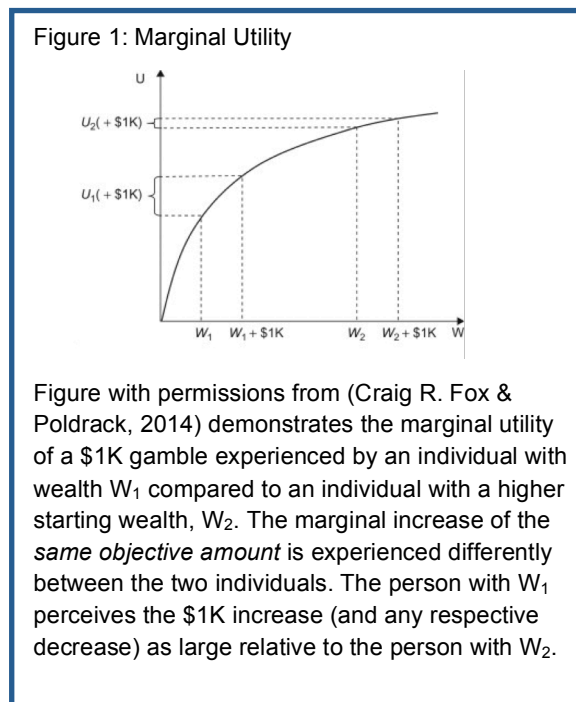 Figure 1: Marginal Utility
U
U₂( + $1K)
U₁( + $1K)
W₁ W₁ + $1K W₂ W₂ + $1K W
Figure with permissions from (Craig R. Fox &
Poldrack, 2014) demonstrates the marginal utility
of a $1K gamble experienced by an individual with
wealth W₁ compared to an individual with a higher
starting wealth, W₂. The marginal increase of the
same objective amount is experienced differently
between the two individuals. The person with W₁
perceives the $1K increase (and any respective
decrease) as large relative to the person with W₂.